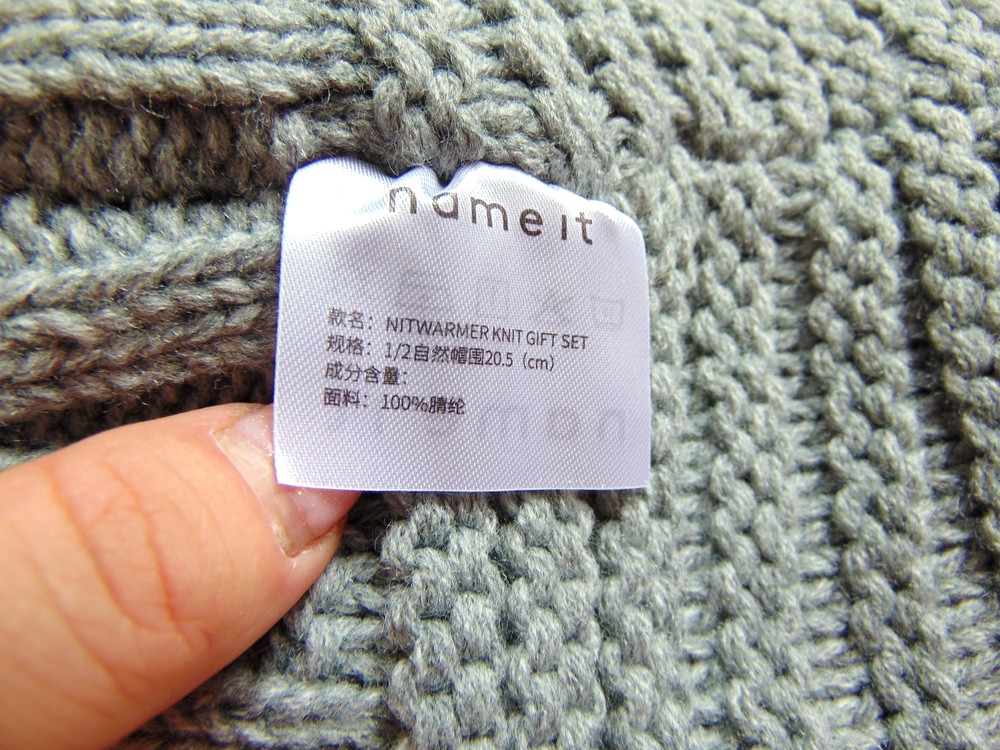 name it
款名：NITWARMER KNIT GIFT SET
规格：1/2自然帽围20.5（cm）
成分含量：
面料：100%腈纶